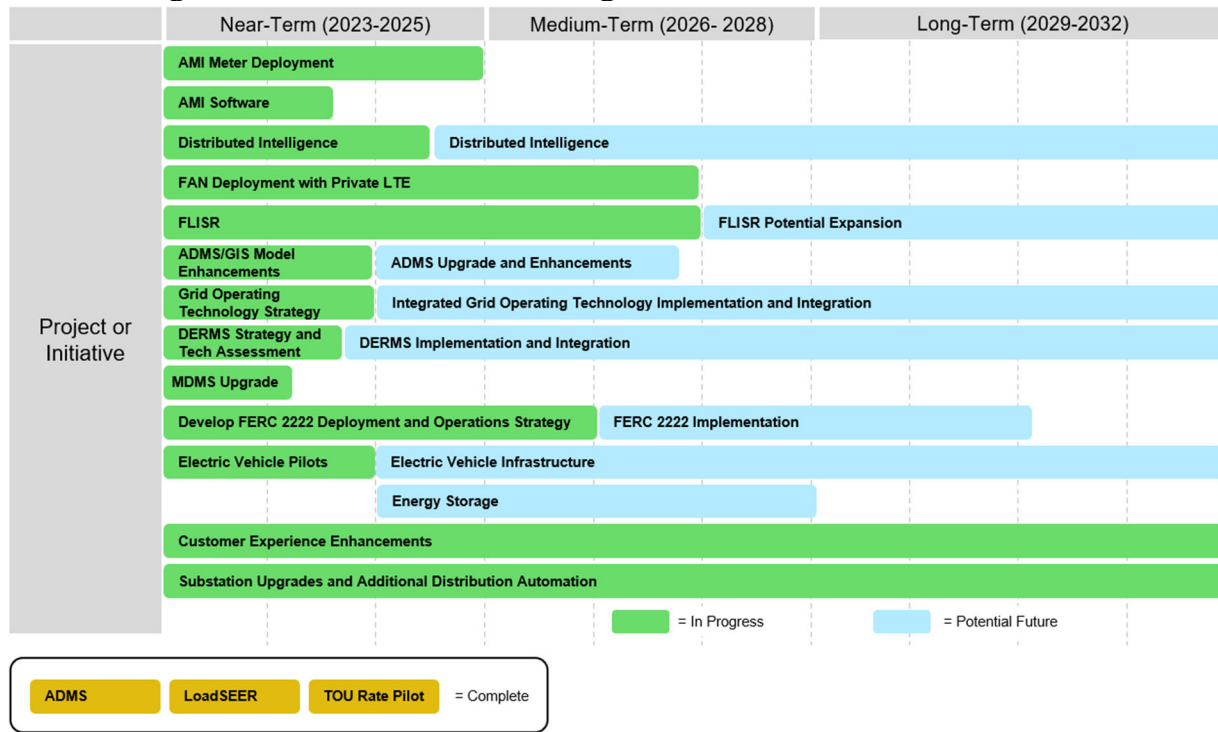 Near-Term (2023-2025)
Medium-Term (2026- 2028)
Long-Term (2029-2032)
Project or
Initiative
AMI Meter Deployment
AMI Software
Distributed Intelligence
Distributed Intelligence
FAN Deployment with Private LTE
FLISR
FLISR Potential Expansion
ADMS/GIS Model
Enhancements
ADMS Upgrade and Enhancements
Grid Operating
Technology Strategy
Integrated Grid Operating Technology Implementation and Integration
DERMS Strategy and
Tech Assessment
DERMS Implementation and Integration
MDMS Upgrade
Develop FERC 2222 Deployment and Operations Strategy
FERC 2222 Implementation
Electric Vehicle Pilots
Electric Vehicle Infrastructure
Energy Storage
Customer Experience Enhancements
Substation Upgrades and Additional Distribution Automation
= In Progress
= Potential Future
ADMS
LoadSEER
TOU Rate Pilot
= Complete